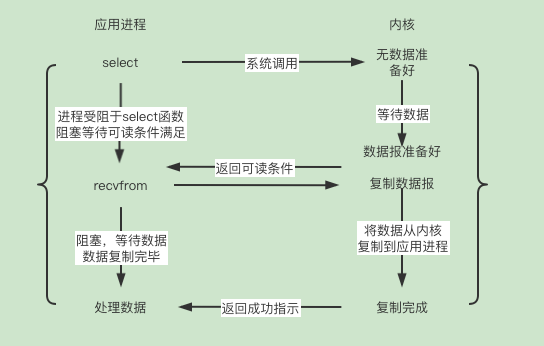 应用进程
内核
select
系统调用
无数据准
备好
进程受阻于select函数
阻塞等待可读条件满足
等待数据
数据报准备好
返回可读条件
recvfrom
复制数据报
阻塞，等待数据
数据复制完毕
将数据从内核
复制到应用进程
处理数据
返回成功指示
复制完成